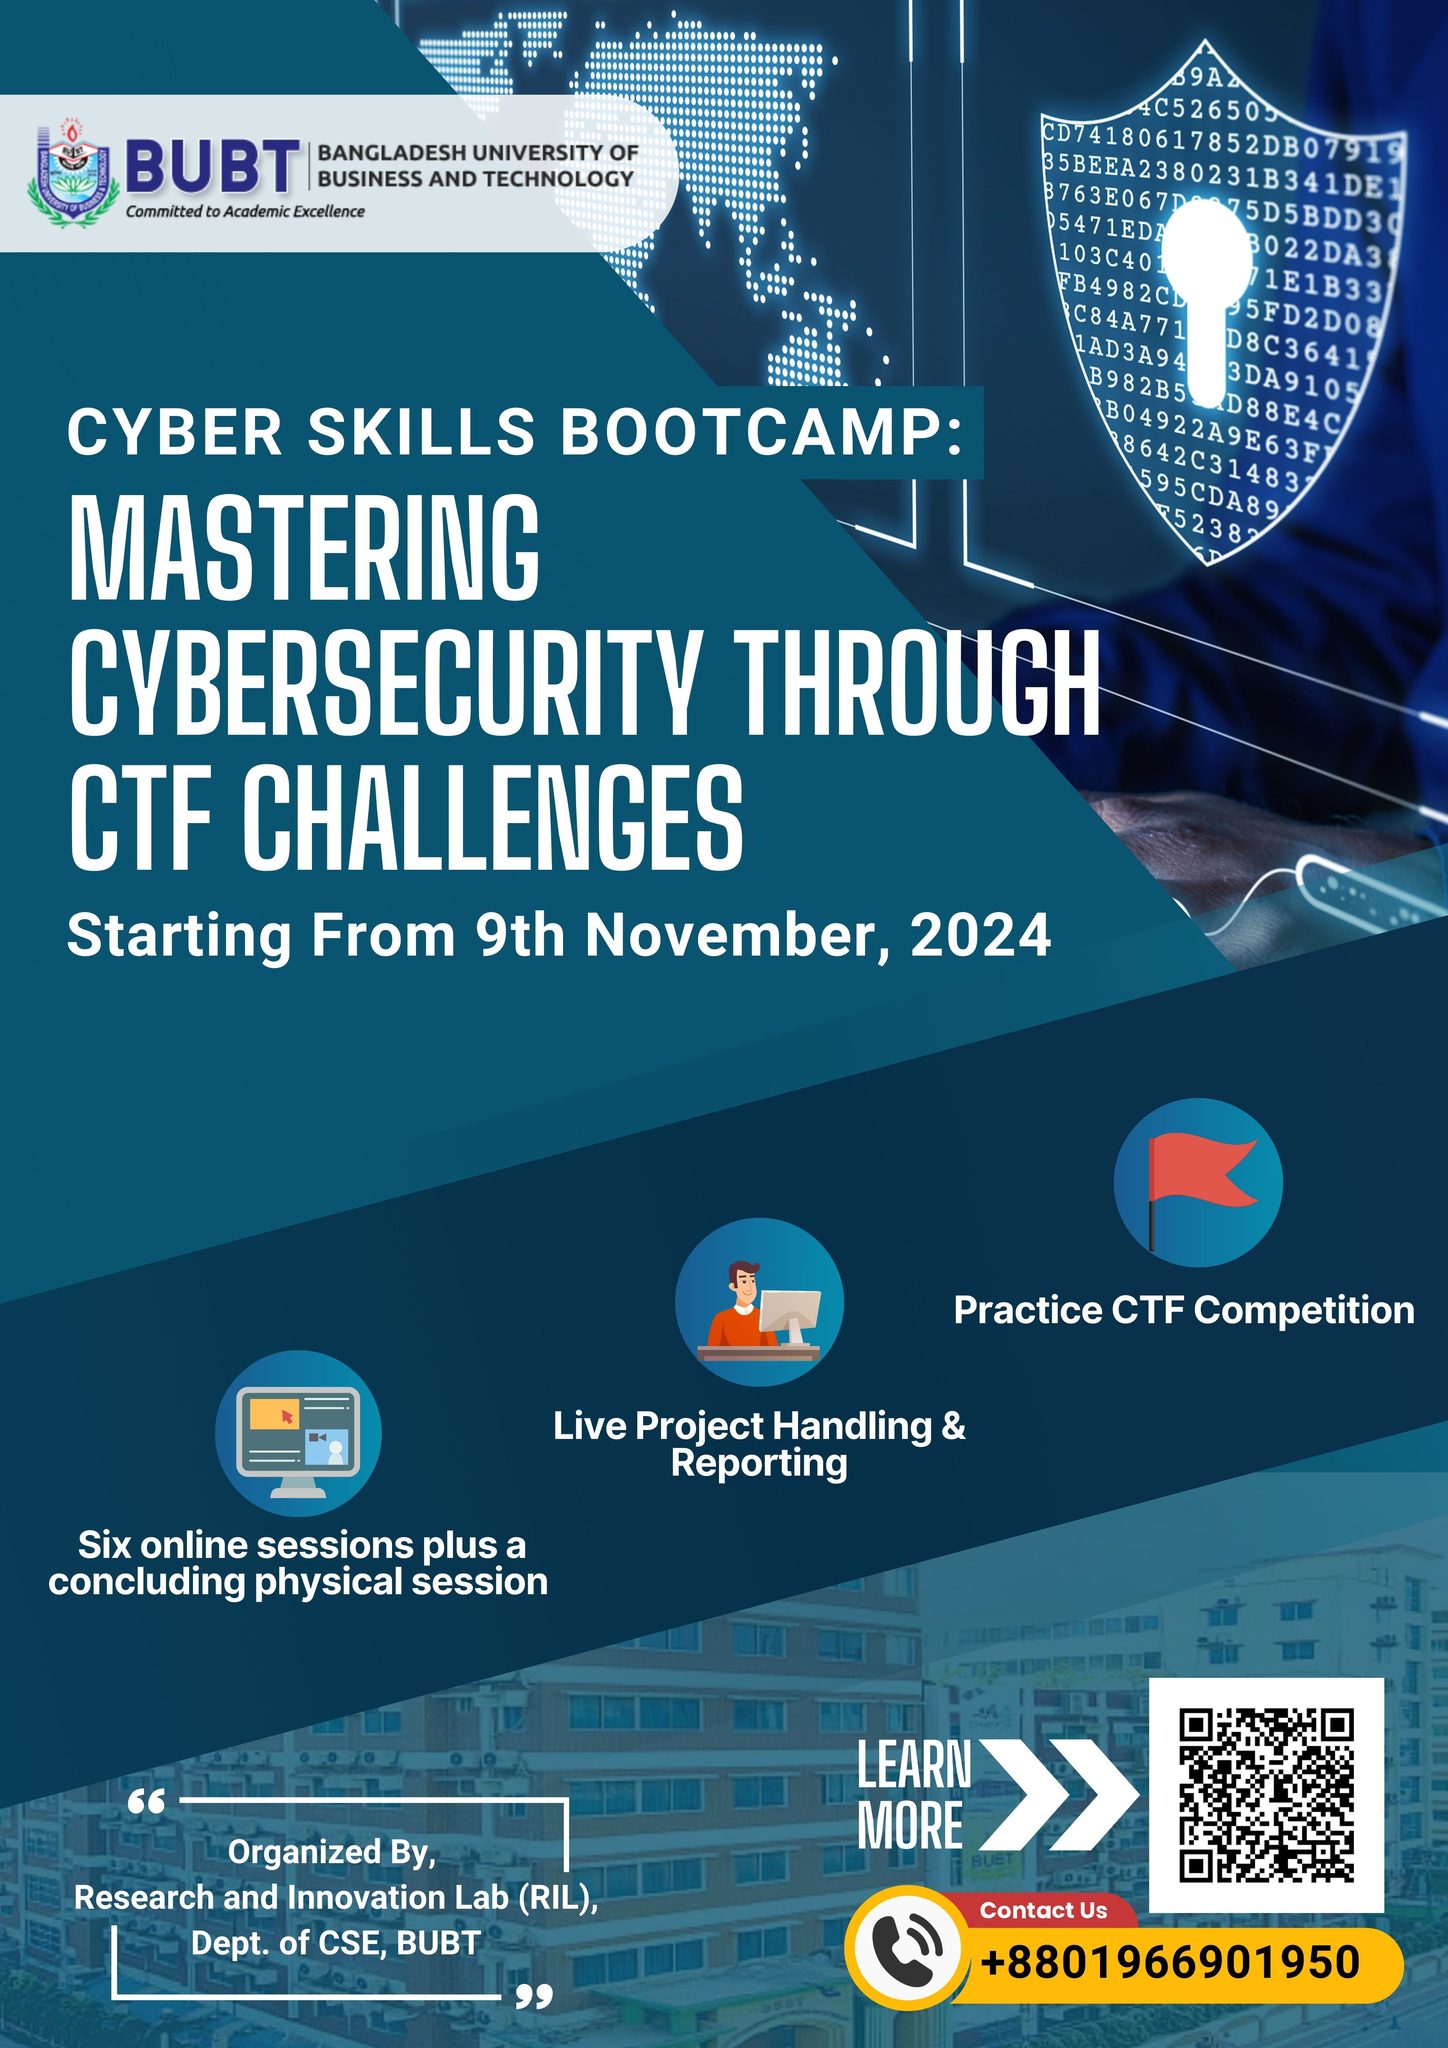 BUBT
BANGLADESH UNIVERSITY OF
BUSINESS AND TECHNOLOGY
Committed to Academic Excellence
CYBER SKILLS BOOTCAMP:
MASTERING
CYBERSECURITY THROUGH
CTF CHALLENGES
Starting From 9th November, 2024
Practice CTF Competition
Live Project Handling &
Reporting
Six online sessions plus a
concluding physical session
LEARN
MORE
“
Organized By,
Research and Innovation Lab (RIL),
Dept. of CSE, BUBT
”
Contact Us
+8801966901950